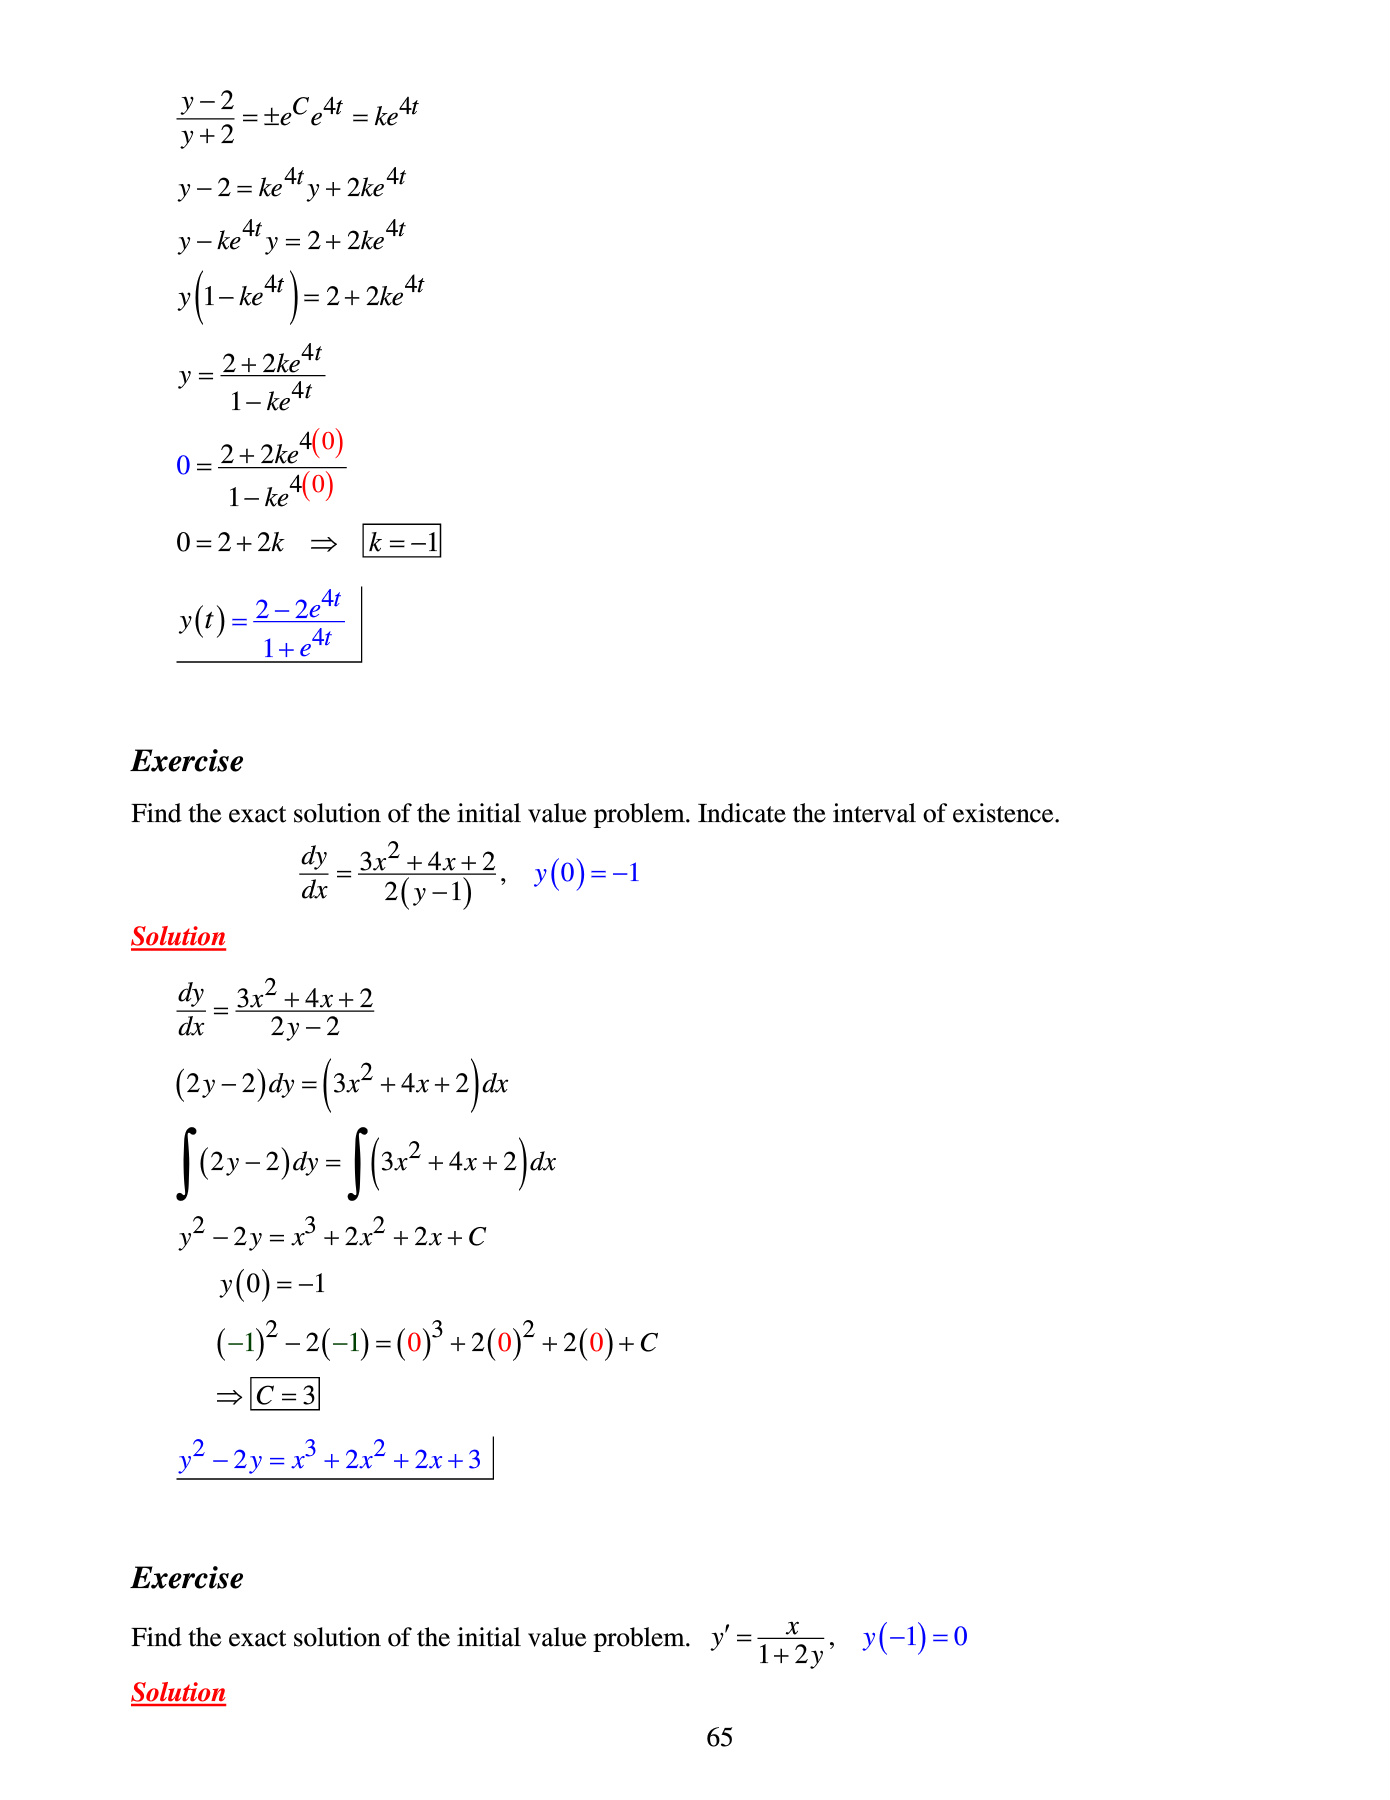 $\frac{y-2}{y+2} = \pm e^{C} e^{4t} = ke^{4t}$
$y - 2 = ke^{4t} y + 2ke^{4t}$
$y - ke^{4t} y = 2 + 2ke^{4t}$
$y\left(1 - ke^{4t}\right) = 2 + 2ke^{4t}$
$y = \frac{2 + 2ke^{4t}}{1 - ke^{4t}}$
$0 = \frac{2 + 2ke^{4(0)}}{1 - ke^{4(0)}}$
$0 = 2 + 2k \Rightarrow \boxed{k = -1}$
$y(t) = \frac{2 - 2e^{4t}}{1 + e^{4t}}$
Exercise
Find the exact solution of the initial value problem. Indicate the interval of existence.
$\frac{dy}{dx} = \frac{3x^2 + 4x + 2}{2(y-1)}, \quad y(0) = -1$
Solution
$\frac{dy}{dx} = \frac{3x^2 + 4x + 2}{2y - 2}$
$(2y - 2)dy = \left(3x^2 + 4x + 2\right)dx$
$\int (2y - 2)dy = \int \left(3x^2 + 4x + 2\right)dx$
$y^2 - 2y = x^3 + 2x^2 + 2x + C$
$y(0) = -1$
$(-1)^2 - 2(-1) = (0)^3 + 2(0)^2 + 2(0) + C$
$\Rightarrow \boxed{C = 3}$
$y^2 - 2y = x^3 + 2x^2 + 2x + 3$
Exercise
Find the exact solution of the initial value problem. $y' = \frac{x}{1 + 2y}, \quad y(-1) = 0$
Solution
65